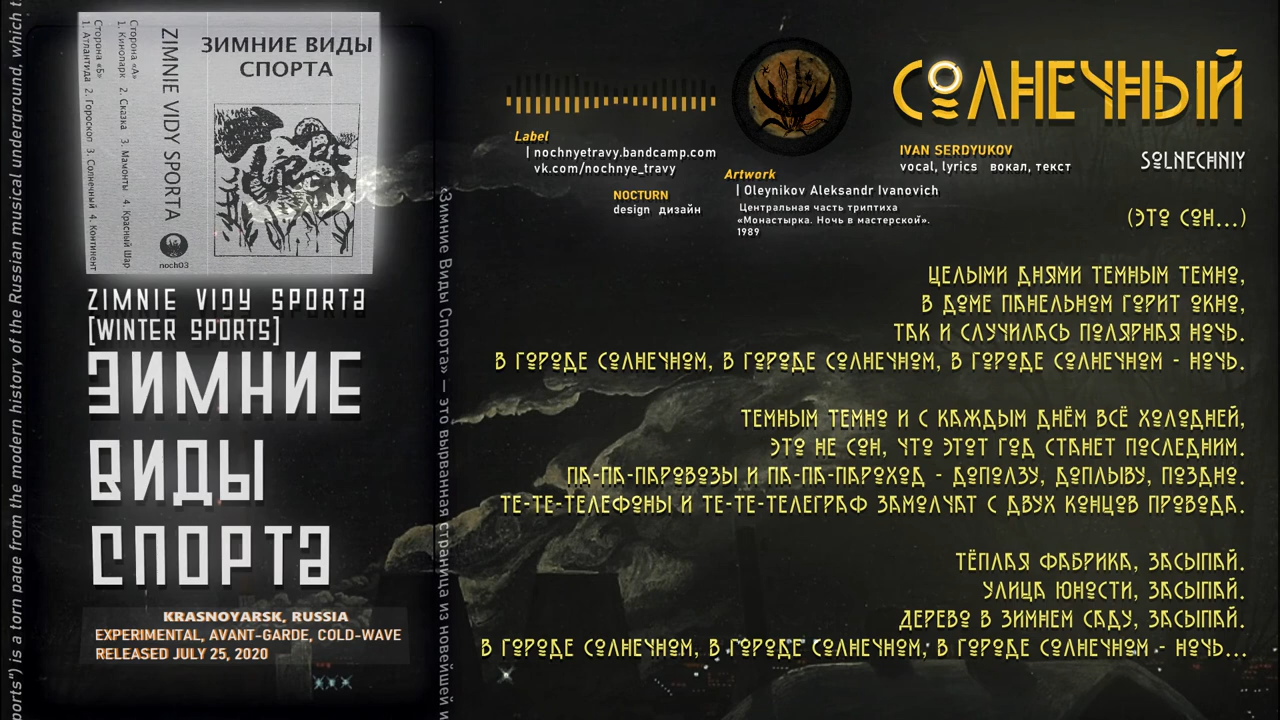 ports") is a torn page from the modern history of the Russian musical underground, which t
ЗИМНИЕ ВИДЫ
СПОРТА
ZIMNIE VIDY SPORTA
Сторона «А»
1. Кинопарк 2. Сказка 3. Мамонты 4. Красный Шар
Сторона «Б»
1. Атлантида 2. Гороскоп 3. Солнечный 4. Континент
noch03
ZIMNIE VIDY SPORTA
[WINTER SPORTS]
ЗИМНИЕ
ВИДЫ
СПОРТА
KRASNOYARSK, RUSSIA
EXPERIMENTAL, AVANT-GARDE, COLD-WAVE
RELEASED JULY 25, 2020
«Зимние Виды Спорта» — это вырванная страница из новейшей и
Label
| nochnyetravy.bandcamp.com
vk.com/nochnye_travy
NOCTURN
design дизайн
Artwork
| Oleynikov Aleksandr Ivanovich
Центральная часть триптиха
«Монастырка. Ночь в мастерской».
1989
СОЛНЕЧНЫЙ
IVAN SERDYUKOV
vocal, lyrics вокал, текст
SOLNECHNIY
(ЭТО СОН...)
ЦЕЛЫМИ ДНЯМИ ТЕМНЫМ ТЕМНО,
В ДОМЕ ПАНЕЛЬНОМ ГОРИТ ОКНО,
ТАК И СЛУЧИЛАСЬ ПОЛЯРНАЯ НОЧЬ.
В ГОРОДЕ СОЛНЕЧНОМ, В ГОРОДЕ СОЛНЕЧНОМ, В ГОРОДЕ СОЛНЕЧНОМ - НОЧЬ.
ТЕМНЫМ ТЕМНО И С КАЖДЫМ ДНЁМ ВСЁ ХОЛОДНЕЙ,
ЭТО НЕ СОН, ЧТО ЭТОТ ГОД СТАНЕТ ПОСЛЕДНИМ.
ПА-ПА-ПАРОВОЗЫ И ПА-ПА-ПАРОХОД - ДОПОЛЗУ, ДОПЛЫВУ, ПОЗДНО.
ТЕ-ТЕ-ТЕЛЕФОНЫ И ТЕ-ТЕ-ТЕЛЕГРАФ ЗАМОЛЧАТ С ДВУХ КОНЦОВ ПРОВОДА.
ТЁПЛАЯ ФАБРИКА, ЗАСЫПАЙ.
УЛИЦА ЮНОСТИ, ЗАСЫПАЙ.
ДЕРЕВО В ЗИМНЕМ САДУ, ЗАСЫПАЙ.
В ГОРОДЕ СОЛНЕЧНОМ, В ГОРОДЕ СОЛНЕЧНОМ, В ГОРОДЕ СОЛНЕЧНОМ - НОЧЬ...